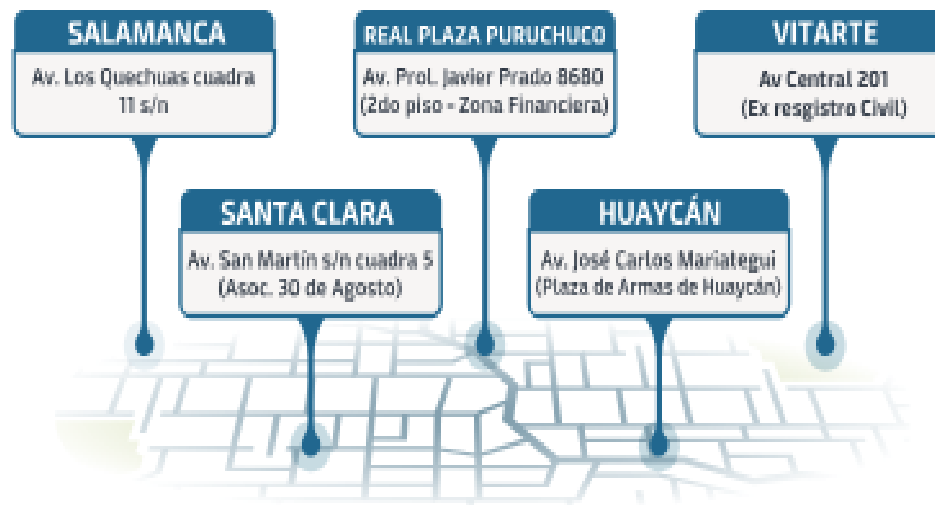 SALAMANCA
Av. Los Quechuas cuadra
11 s/n
REAL PLAZA PURUCHUCO
Av. Prol. Javier Prado 8680
(2do piso - Zona Financiera)
VITARTE
Av Central 201
(Ex resgistro Civil)
SANTA CLARA
Av. San Martín s/n cuadra 5
(Asoc. 30 de Agosto)
HUAYCÁN
Av. José Carlos Mariategui
(Plaza de Armas de Huaycán)